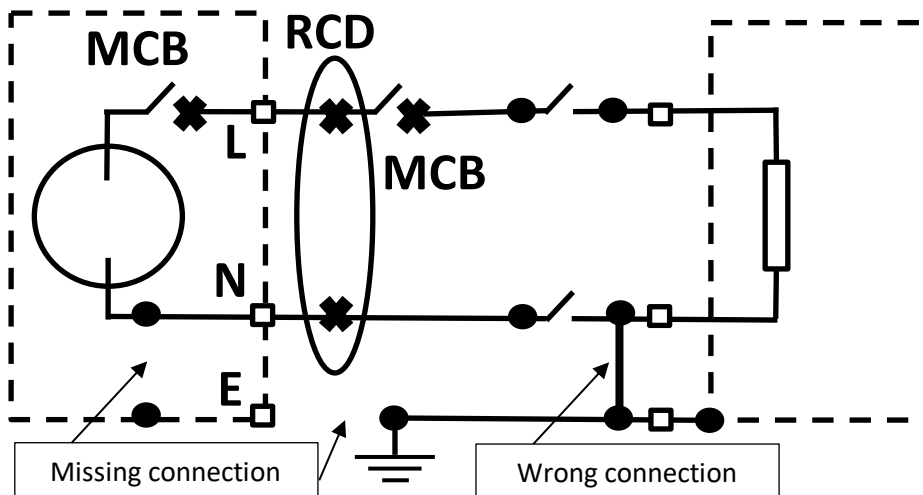 MCB
RCD
L
MCB
N
E
Missing connection
Wrong connection